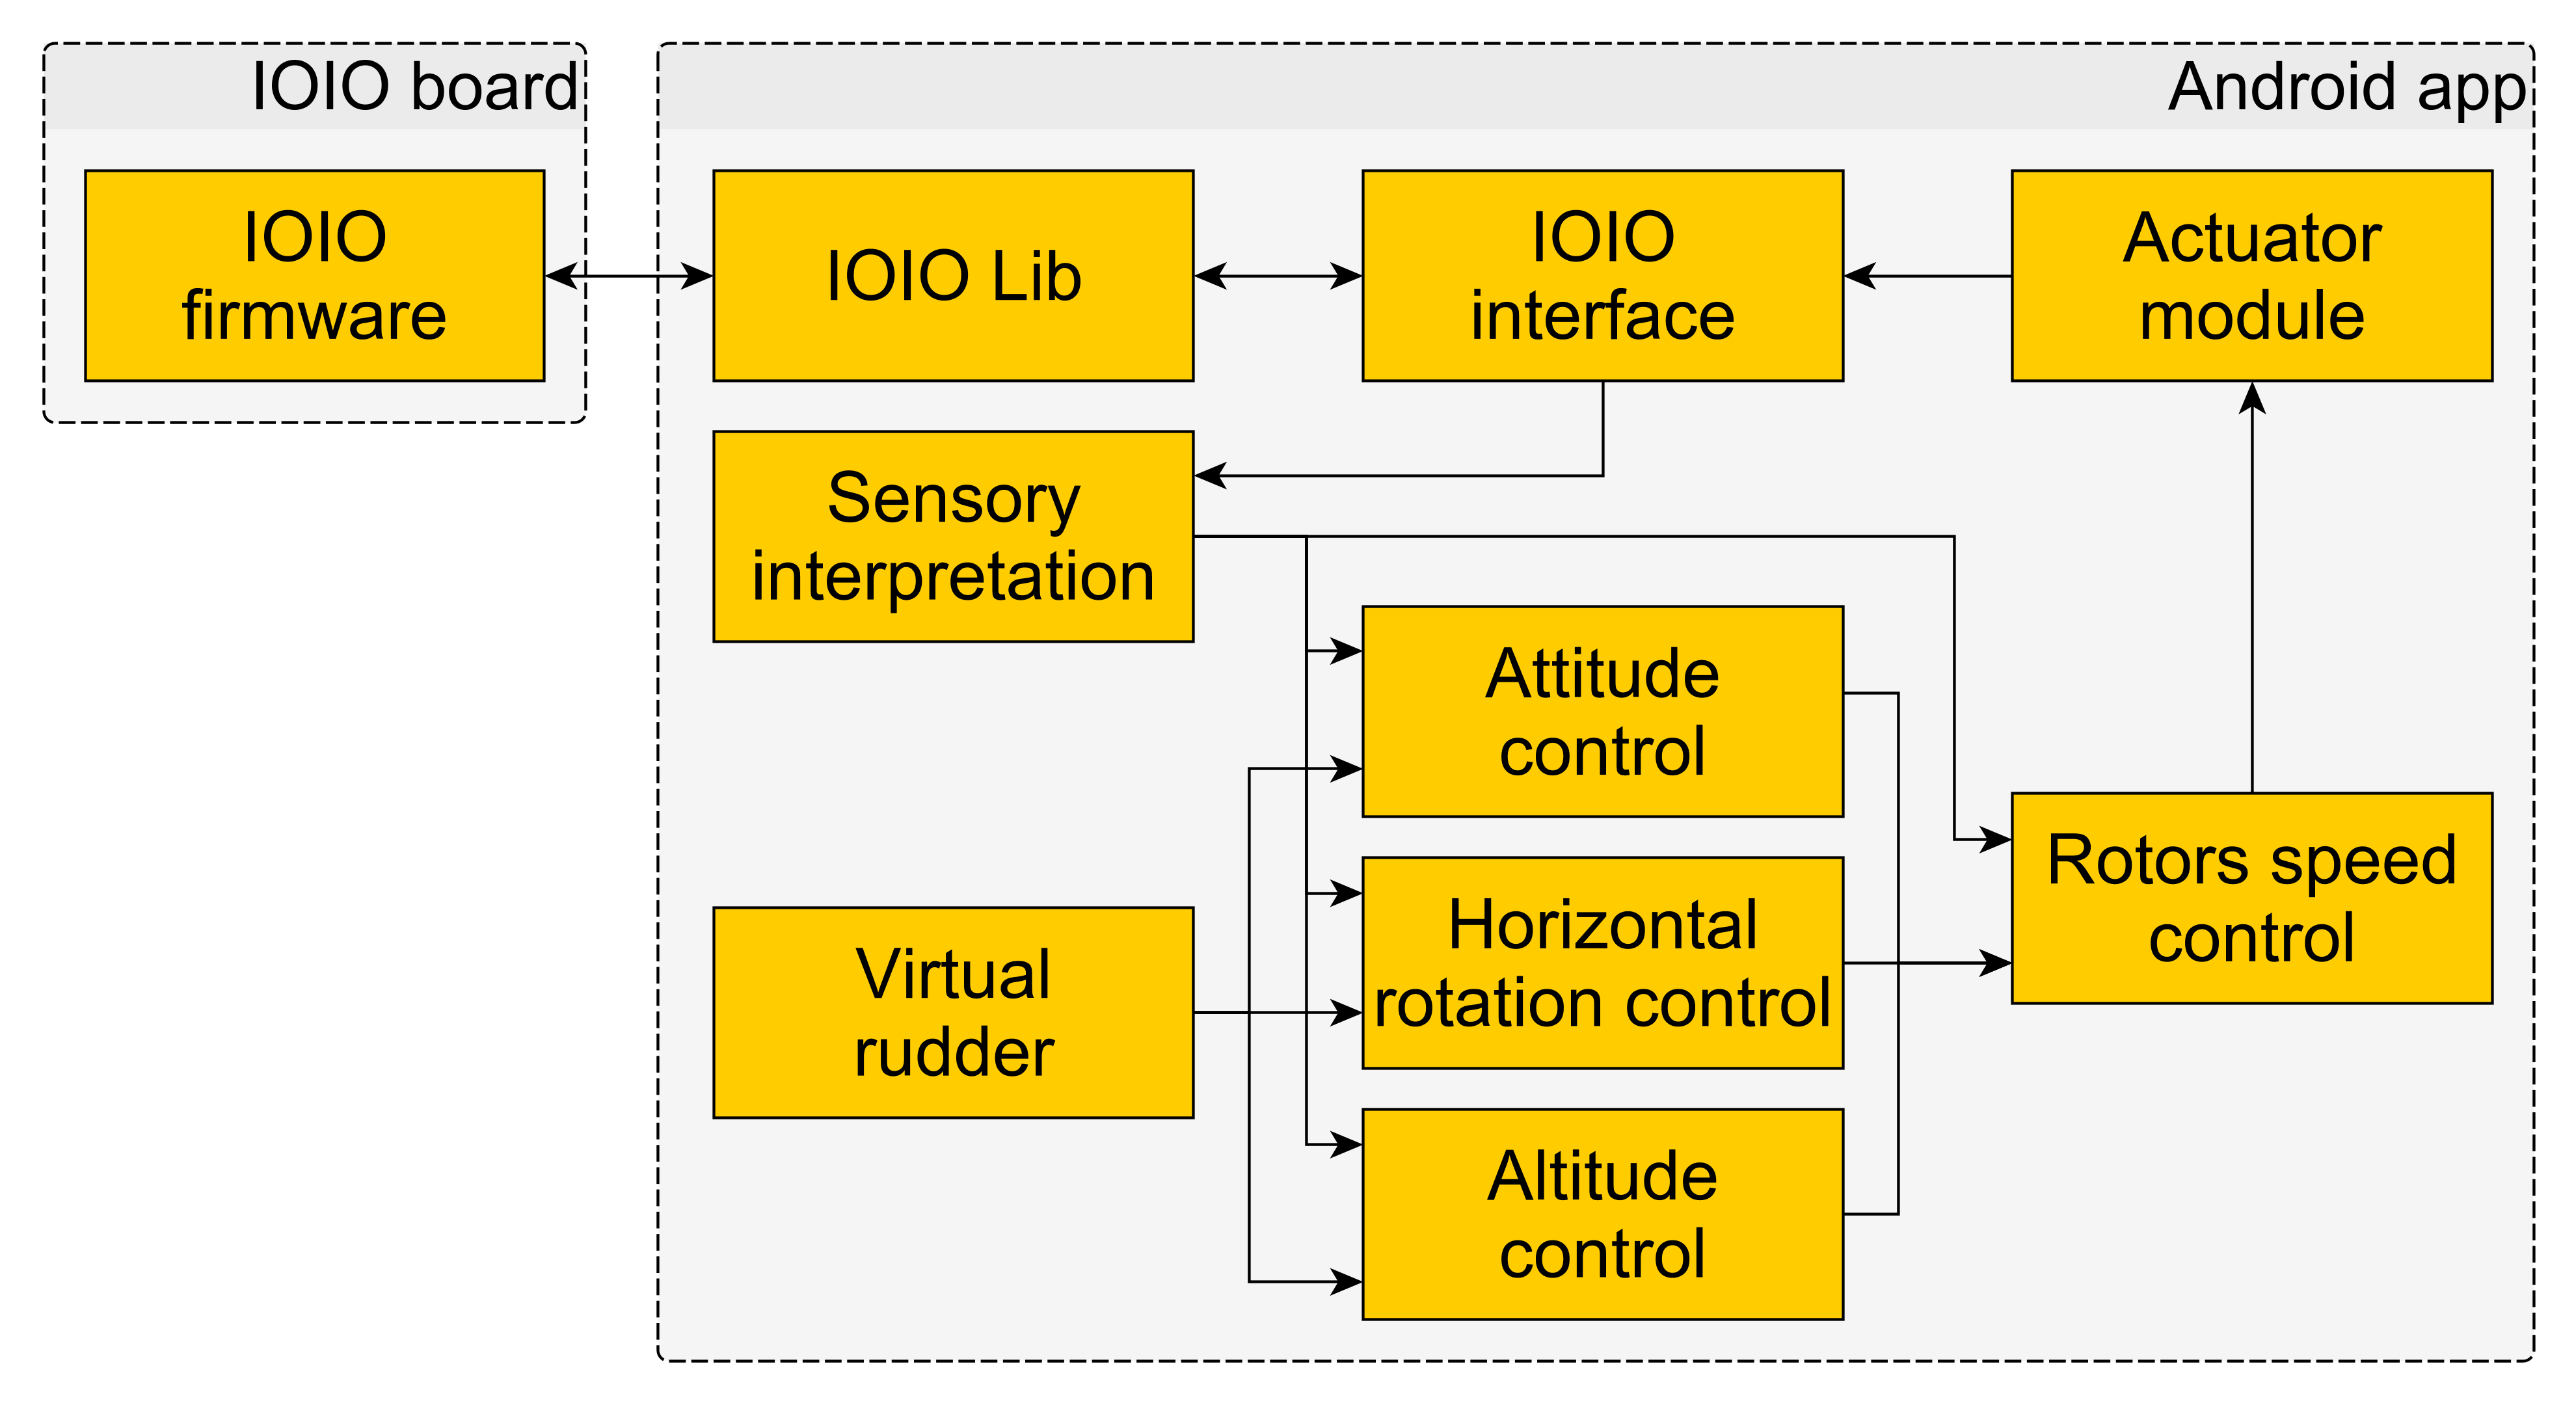 IOIO board
Android app
IOIO
firmware
IOIO Lib
IOIO
interface
Actuator
module
Sensory
interpretation
Attitude
control
Rotors speed
control
Horizontal
rotation control
Virtual
rudder
Altitude
control